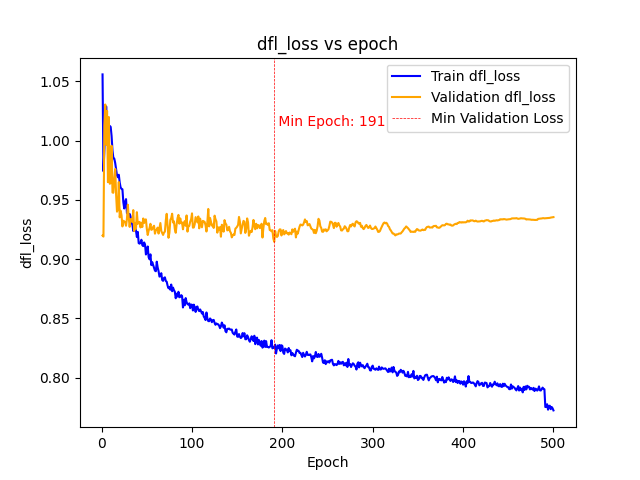 dfl_loss vs epoch
Train dfl_loss
Validation dfl_loss
Min Validation Loss
Min Epoch: 191
1.05
1.00
0.95
0.90
0.85
0.80
dfl_loss
0
100
200
300
400
500
Epoch